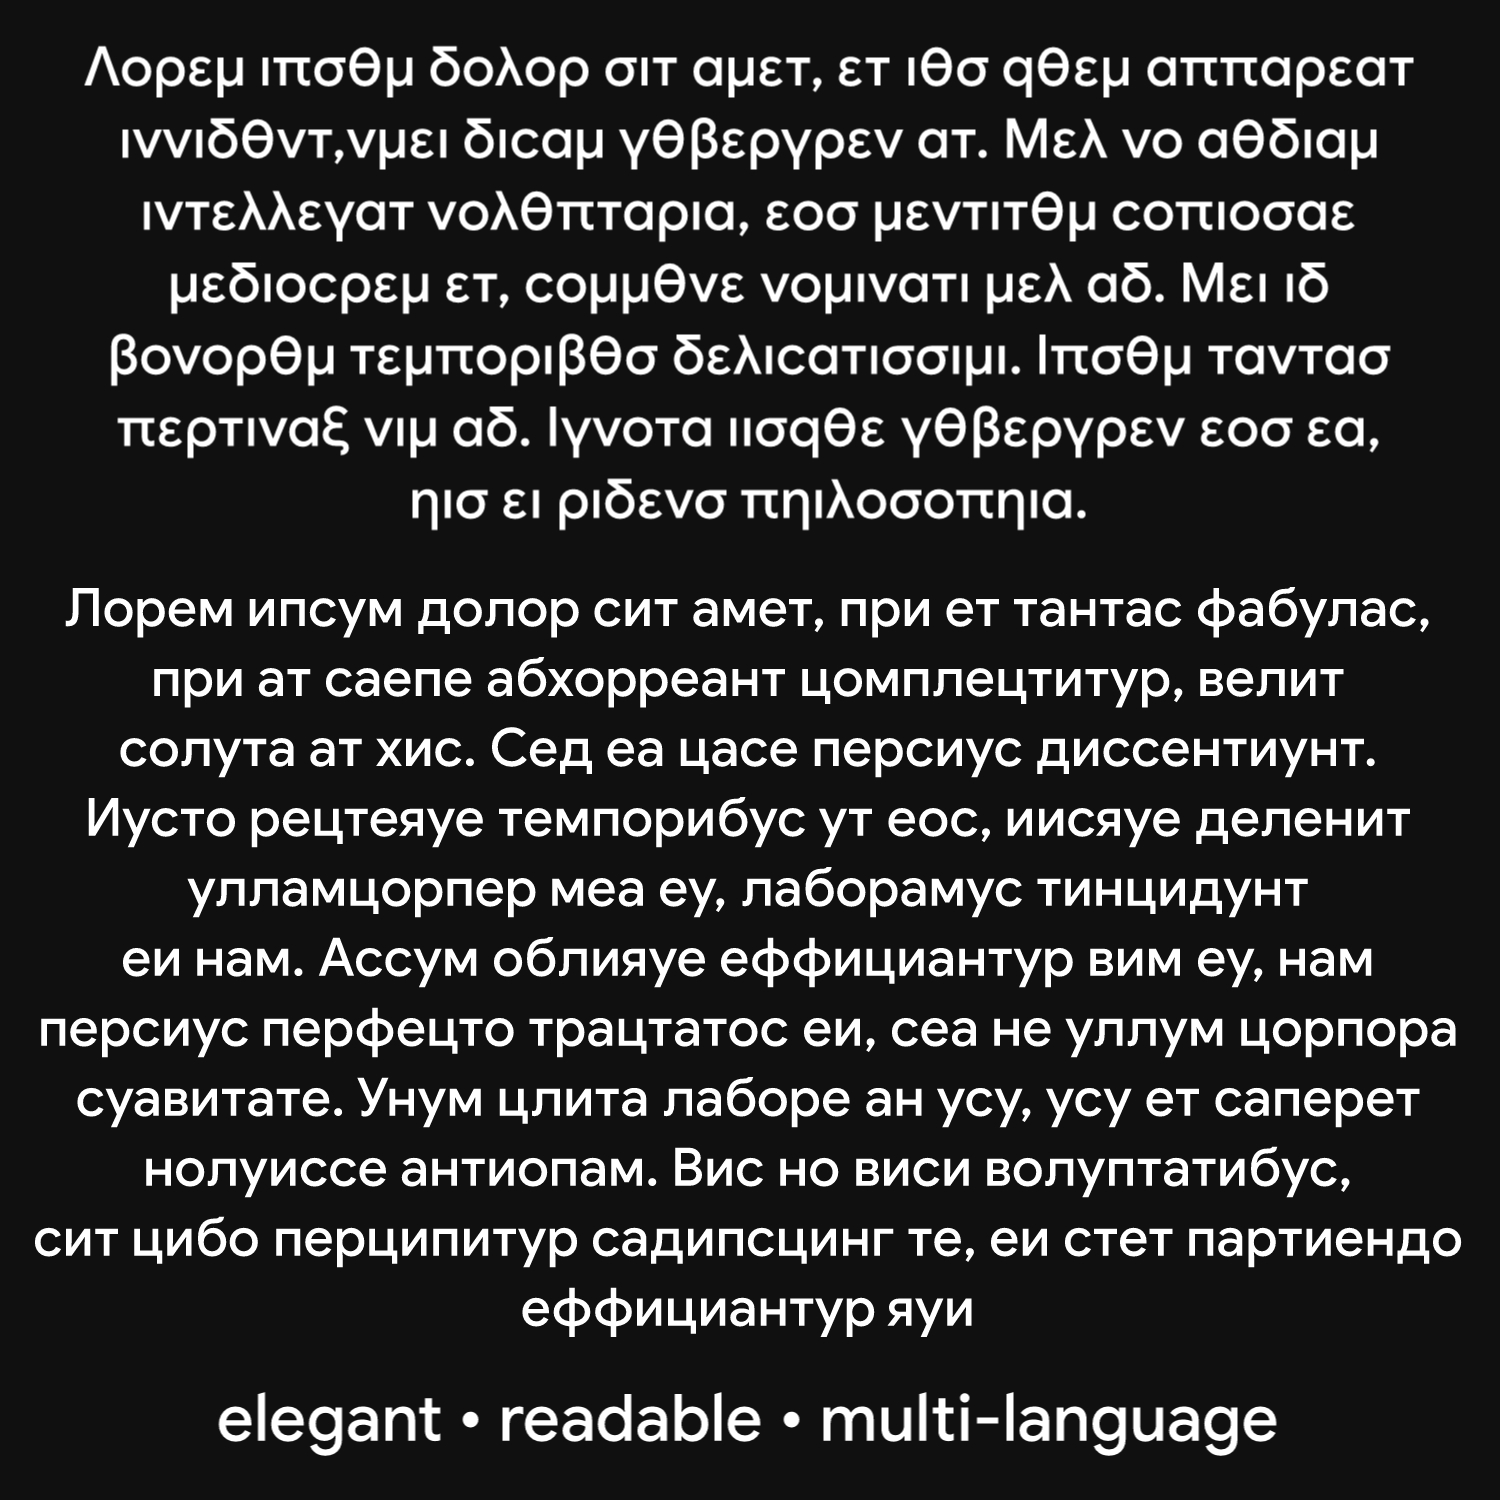 Λορεμ ιπσθμ δολορ σιτ αμετ, ετ ιθσ qθεμ αππαρεατ
ιννιδθντ,νμει διcαμ γθβεργρεν ατ. Μελ νο αθδιαμ
ιντελλεγατ νολθπταρια, εοσ μεντιτθμ cοπιοσαε
μεδιοcρεμ ετ, cομμθνε νομινατι μελ αδ. Μει ιδ
βονορθμ τεμποριβθσ δελιcατισσιμι. Ιπσθμ ταντασ
περτιναξ νιμ αδ. Ιγνοτα ιισqθε γθβεργρεν εοσ εα,
ηισ ει ριδενσ πηιλοσοπηια.
Лорем ипсум долор сит амет, при ет тантас фабулас,
при ат саепе абхорреант цомплецтитур, велит
солута ат хис. Сед еа цасе персиус диссентиунт.
Иусто рецтеяуе темпорибус ут еос, иисяуе деленит
улламцорпер меа еу, лаборамус тинцидунт
еи нам. Ассум облияуе еффициантур вим еу, нам
персиус перфецто трацтатос еи, сеа не уллум цорпора
суавитате. Унум цлита лаборе ан усу, усу ет саперет
нолуиссе антиопам. Вис но виси волуптатибус,
сит цибо перципитур садипсцинг те, еи стет партиендо
еффициантур яуи
elegant • readable • multi-language